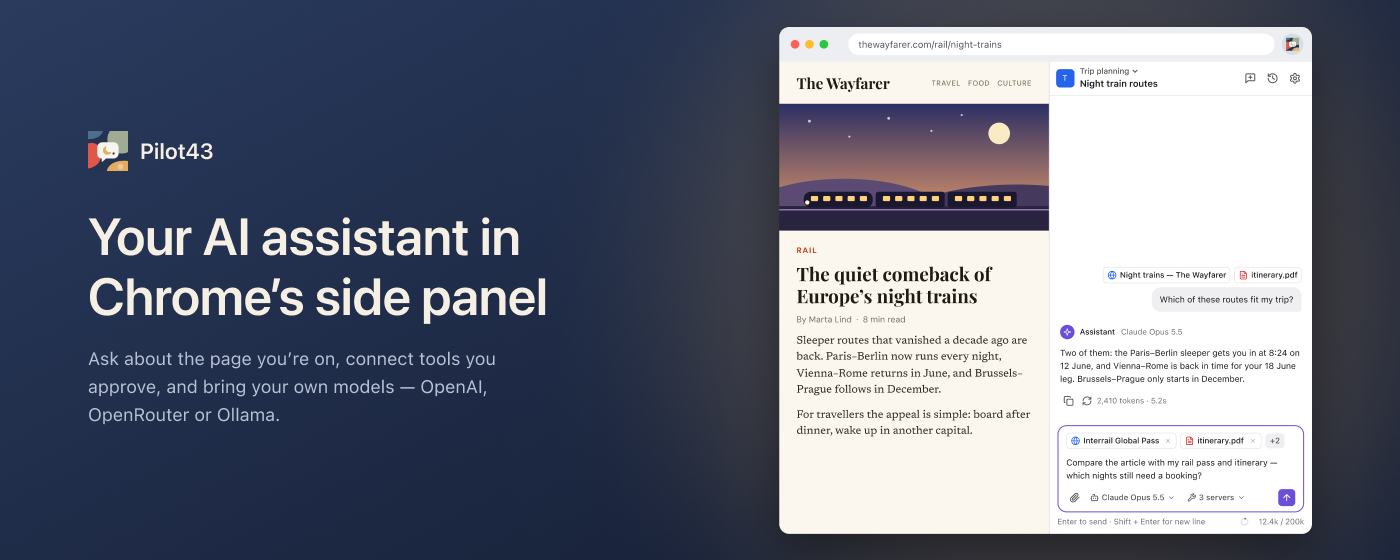 Pilot43
Your AI assistant in
Chrome’s side panel
Ask about the page you’re on, connect tools you
approve, and bring your own models — OpenAI,
OpenRouter or Ollama.
thewayfarer.com/rail/night-trains
The Wayfarer
TRAVEL FOOD CULTURE
RAIL
The quiet comeback of
Europe’s night trains
By Marta Lind · 8 min read
Sleeper routes that vanished a decade ago are
back. Paris–Berlin now runs every night,
Vienna–Rome returns in June, and Brussels–
Prague follows in December.
For travellers the appeal is simple: board after
dinner, wake up in another capital.
T
Trip planning
Night train routes
Night trains — The Wayfarer
itinerary.pdf
Which of these routes fit my trip?
Assistant · Claude Opus 5.5
Two of them: the Paris–Berlin sleeper gets you in at 8:24 on
12 June, and Vienna–Rome is back in time for your 18 June
leg. Brussels–Prague only starts in December.
2,410 tokens · 5.2s
Interrail Global Pass ×
itinerary.pdf ×
+2
Compare the article with my rail pass and itinerary —
which nights still need a booking?
Claude Opus 5.5
3 servers
Enter to send · Shift + Enter for new line
12.4k / 200k